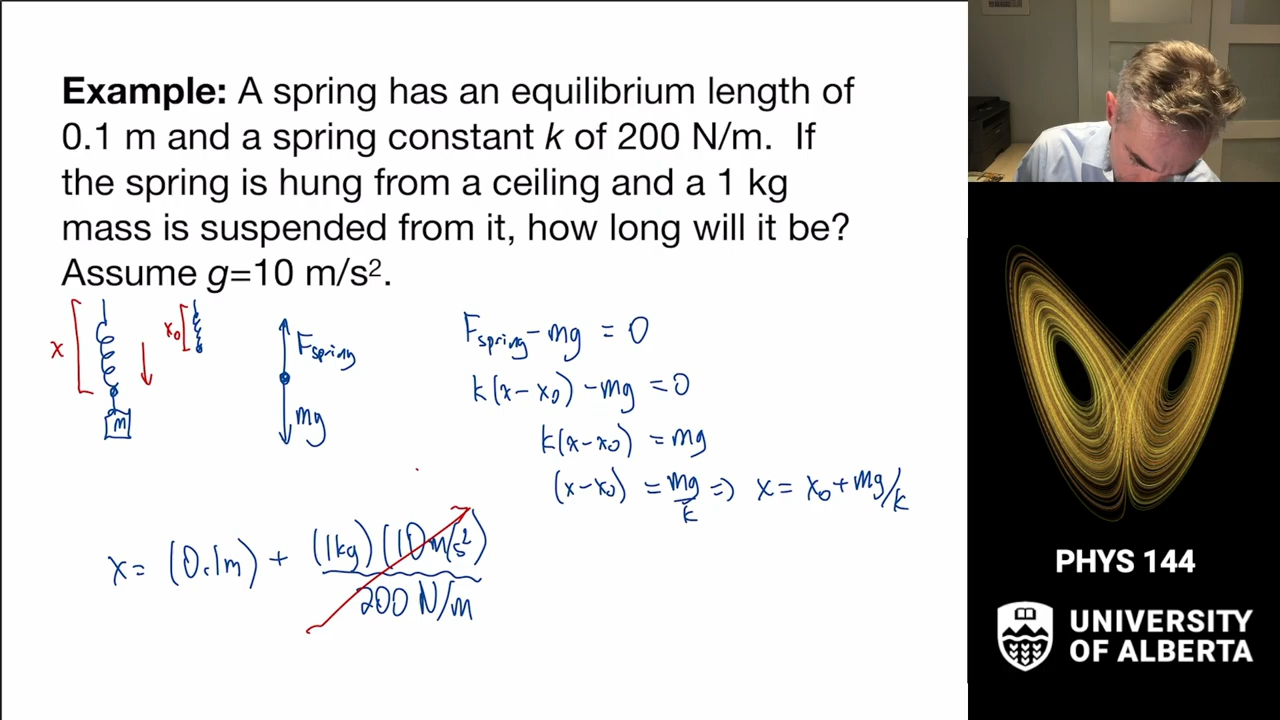 Example: A spring has an equilibrium length of
0.1 m and a spring constant k of 200 N/m. If
the spring is hung from a ceiling and a 1 kg
mass is suspended from it, how long will it be?
Assume g=10 m/s².
x
x₀
m
F_spring
mg
F_spring - mg = 0
k(x-x₀) - mg = 0
k(x-x₀) = mg
(x-x₀) = mg/k => x = x₀ + mg/k
x = (0.1m) + (1kg)(10 m/s²)
200 N/m
PHYS 144
UNIVERSITY
OF ALBERTA